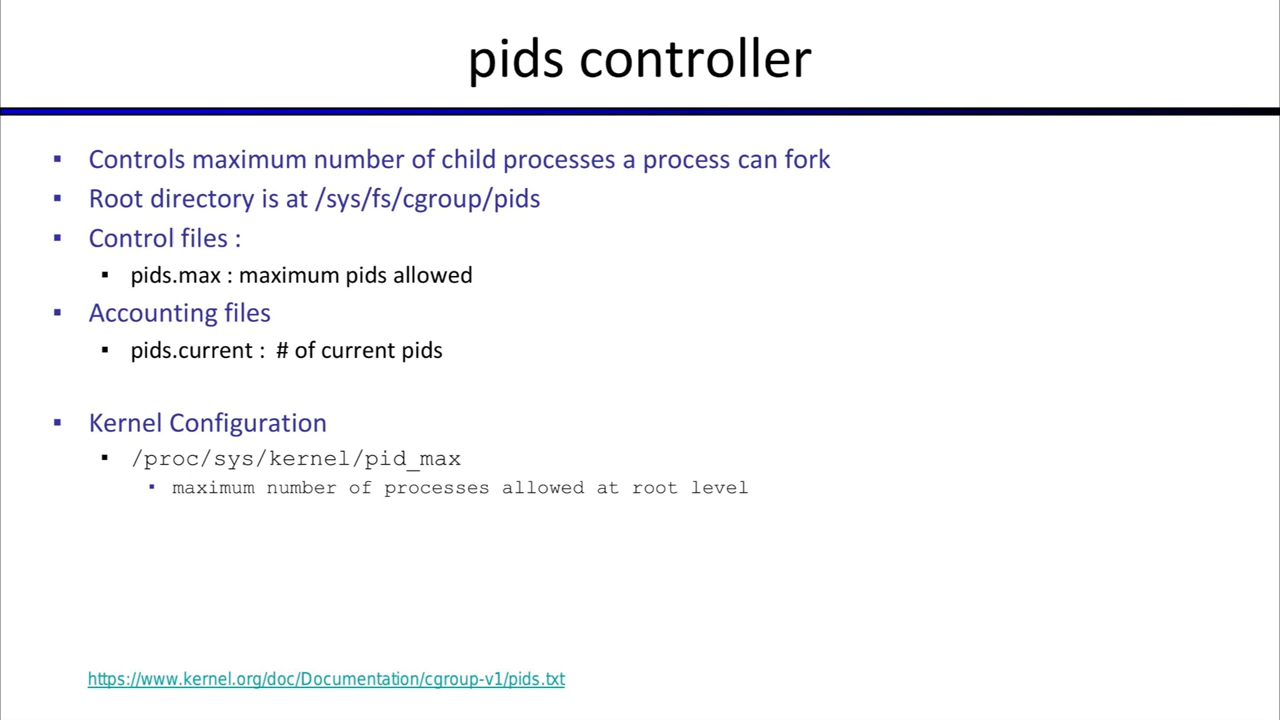 pids controller
▪ Controls maximum number of child processes a process can fork
▪ Root directory is at /sys/fs/cgroup/pids
▪ Control files :
▪ pids.max : maximum pids allowed
▪ Accounting files
▪ pids.current :  # of current pids
▪ Kernel Configuration
▪ /proc/sys/kernel/pid_max
▪ maximum number of processes allowed at root level
https://www.kernel.org/doc/Documentation/cgroup-v1/pids.txt